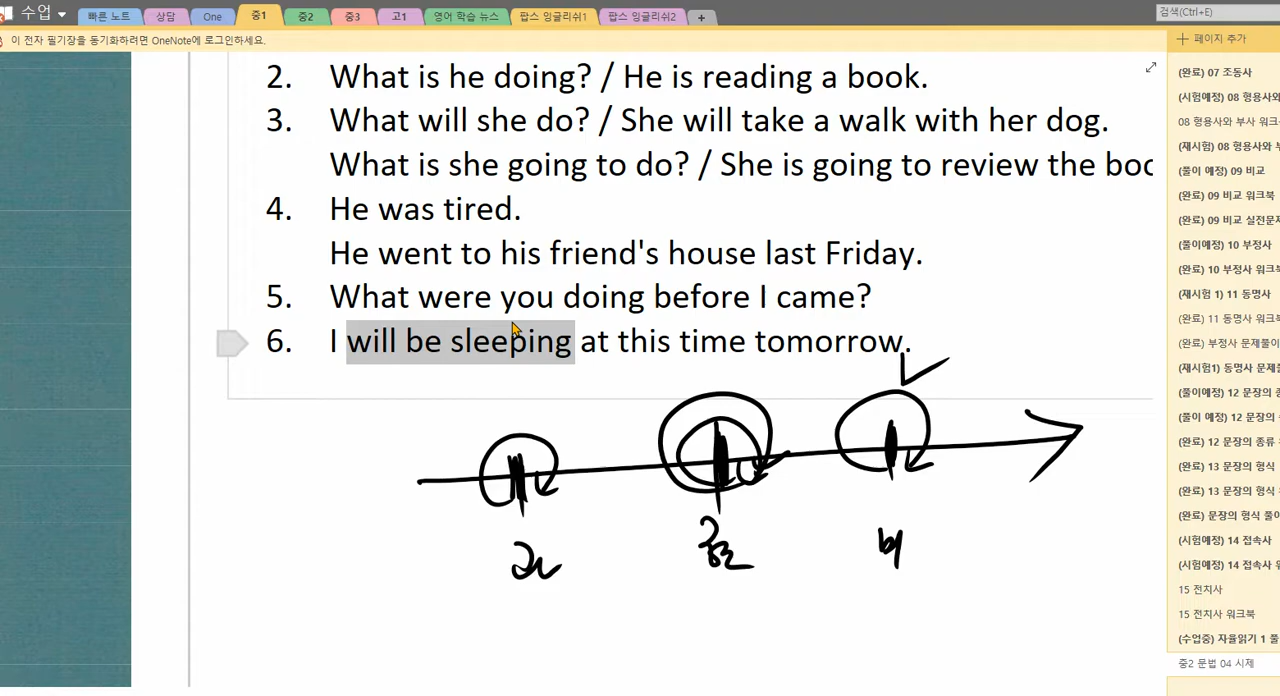 수업
빠른 노트 상담 One 중1 중2 중3 고1 영어 학습 뉴스 팝스 잉글리쉬1 팝스 잉글리쉬2 +
검색(Ctrl+E)
이 전자 필기장을 동기화하려면 OneNote에 로그인하세요.
페이지 추가
2. What is he doing? / He is reading a book.
3. What will she do? / She will take a walk with her dog.
What is she going to do? / She is going to review the boo
4. He was tired.
He went to his friend's house last Friday.
5. What were you doing before I came?
6. I will be sleeping at this time tomorrow.
(완료) 07 조동사
(시험예정) 08 형용사와
08 형용사와 부사 워크
(재시험) 08 형용사와 부
(풀이 예정) 09 비교
(완료) 09 비교 워크북
(완료) 09 비교 실전문제
(풀이예정) 10 부정사
(완료) 10 부정사 워크북
(재시험 1) 11 동명사
(완료) 11 동명사 워크
(완료) 부정사 문제풀이
(재시험1) 동명사 문제풀
(풀이예정) 12 문장의 종
(풀이 예정) 12 문장의
(완료) 12 문장의 종류
(완료) 13 문장의 형식
(완료) 13 문장의 형식
(완료) 문장의 형식 풀이
(시험예정) 14 접속사
(시험예정) 14 접속사 워
15 전치사
15 전치사 워크북
(수업중) 자율읽기 1 풀
중2 문법 04 시제